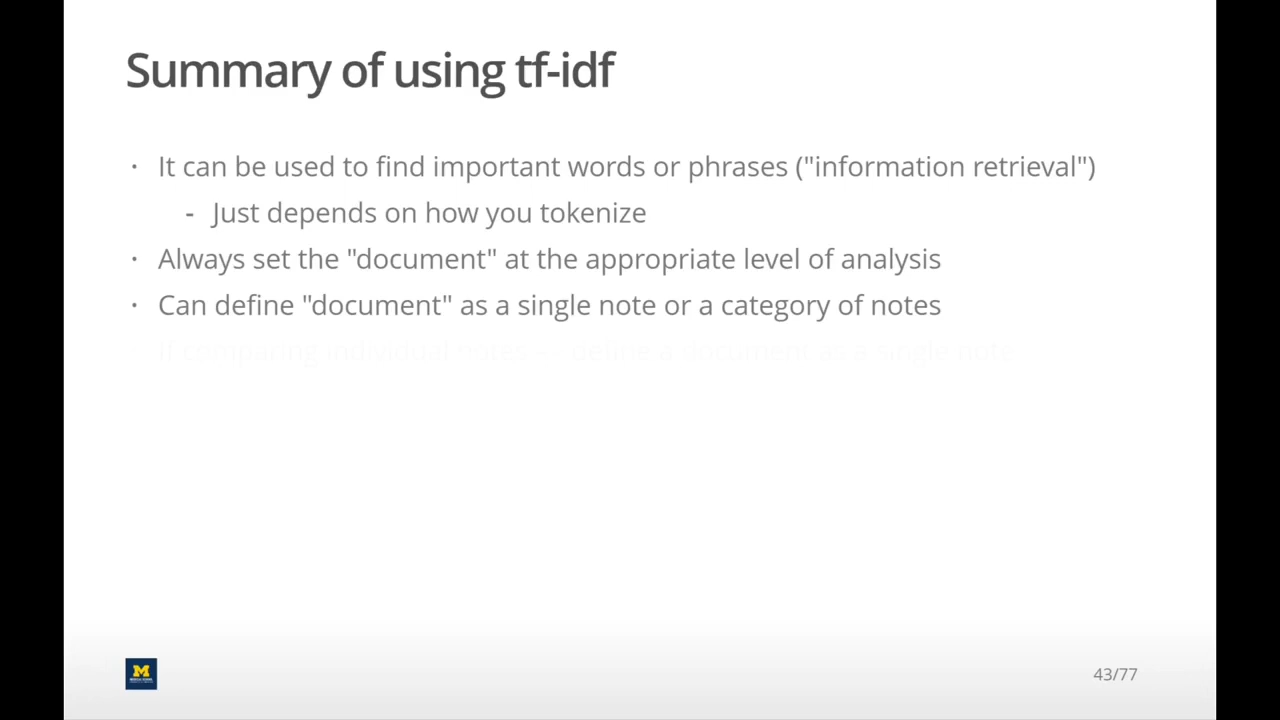 Summary of using tf-idf
· It can be used to find important words or phrases ("information retrieval")
- Just depends on how you tokenize
· Always set the "document" at the appropriate level of analysis
· Can define "document" as a single note or a category of notes
If comparing individual notes define a document as a single note
M
43/77